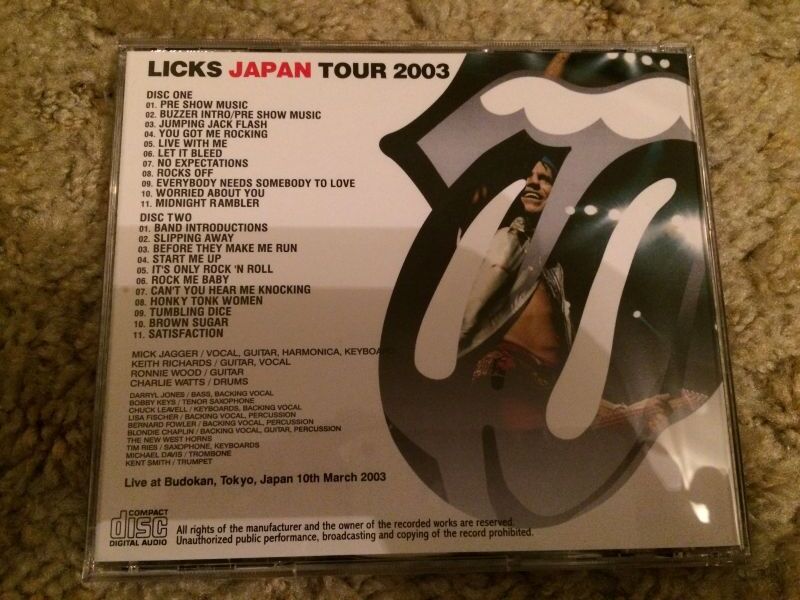 LICKS JAPAN TOUR 2003
DISC ONE
01. PRE SHOW MUSIC
02. BUZZER INTRO/PRE SHOW MUSIC
03. JUMPING JACK FLASH
04. YOU GOT ME ROCKING
05. LIVE WITH ME
06. LET IT BLEED
07. NO EXPECTATIONS
08. ROCKS OFF
09. EVERYBODY NEEDS SOMEBODY TO LOVE
10. WORRIED ABOUT YOU
11. MIDNIGHT RAMBLER
DISC TWO
01. BAND INTRODUCTIONS
02. SLIPPING AWAY
03. BEFORE THEY MAKE ME RUN
04. START ME UP
05. IT'S ONLY ROCK 'N ROLL
06. ROCK ME BABY
07. CAN'T YOU HEAR ME KNOCKING
08. HONKY TONK WOMEN
09. TUMBLING DICE
10. BROWN SUGAR
11. SATISFACTION
MICK JAGGER / VOCAL, GUITAR, HARMONICA, KEYBOARD
KEITH RICHARDS / GUITAR, VOCAL
RONNIE WOOD / GUITAR
CHARLIE WATTS / DRUMS
DARRYL JONES / BASS, BACKING VOCAL
BOBBY KEYS / TENOR SAXOPHONE
CHUCK LEAVELL / KEYBOARDS, BACKING VOCAL
LISA FISCHER / BACKING VOCAL, PERCUSSION
BERNARD FOWLER / BACKING VOCAL, PERCUSSION
BLONDIE CHAPLIN / BACKING VOCAL, GUITAR, PERCUSSION
THE NEW WEST HORNS
TIM RIES / SAXOPHONE, KEYBOARDS
MICHAEL DAVIS / TROMBONE
KENT SMITH / TRUMPET
Live at Budokan, Tokyo, Japan 10th March 2003
COMPACT
disc
DIGITAL AUDIO
All rights of the manufacturer and the owner of the recorded works are reserved.
Unauthorized public performance, broadcasting and copying of the record prohibited.